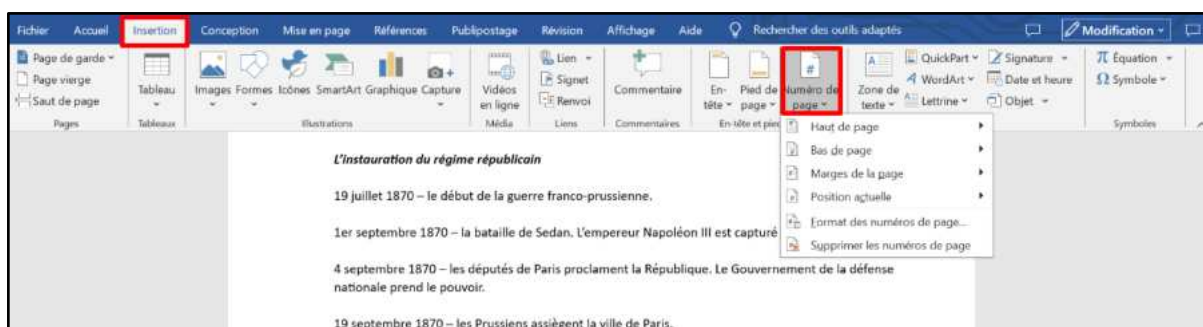 Fichier Accueil Insertion Conception Mise en page Références Publipostage Révision Affichage Aide Rechercher des outils adaptés Modification
Page de garde Lien QuickPart Signature Équation
Page vierge Signet WordArt Date et heure Symbole
Saut de page Renvoi Lettrine Objet
Tableau Images Formes Icônes SmartArt Graphique Capture Vidéos en ligne Commentaire En-tête Pied de page Numéro de page Zone de texte
Pages Tableaux Illustrations Média Liens Commentaires En-tête et pied Symboles
Haut de page
Bas de page
Marges de la page
Position actuelle
Format des numéros de page...
Supprimer les numéros de page
L'instauration du régime républicain
19 juillet 1870 – le début de la guerre franco-prussienne.
1er septembre 1870 – la bataille de Sedan. L'empereur Napoléon III est capturé
4 septembre 1870 – les députés de Paris proclament la République. Le Gouvernement de la défense
nationale prend le pouvoir.
19 septembre 1870 – les Prussiens assiègent la ville de Paris.